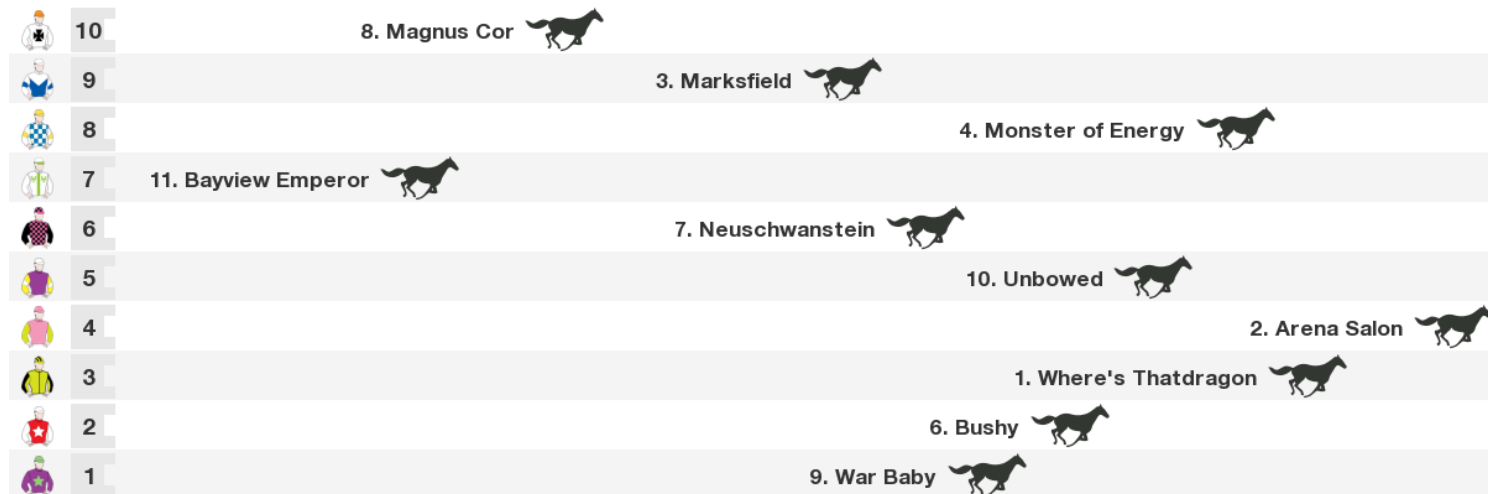 10 8. Magnus Cor
9 3. Marksfield
8 4. Monster of Energy
7 11. Bayview Emperor
6 7. Neuschwanstein
5 10. Unbowed
4 2. Arena Salon
3 1. Where's Thatdragon
2 6. Bushy
1 9. War Baby